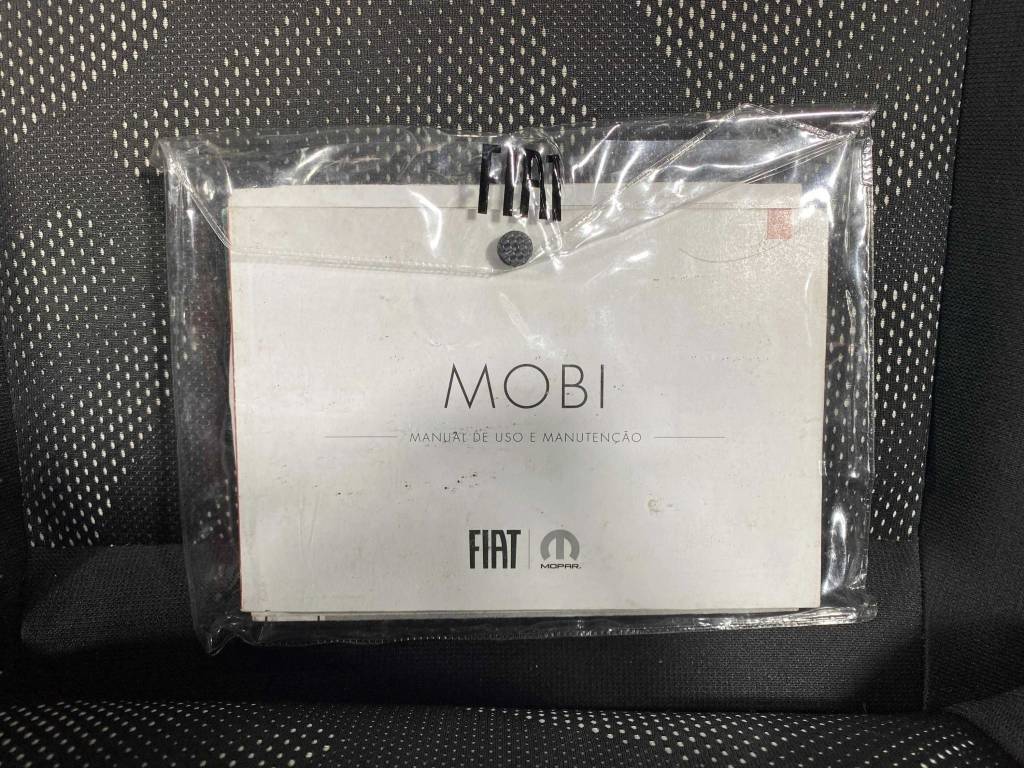 FIAT
MOBI
MANUAL DE USO E MANUTENÇÃO
FIAT MOPAR.